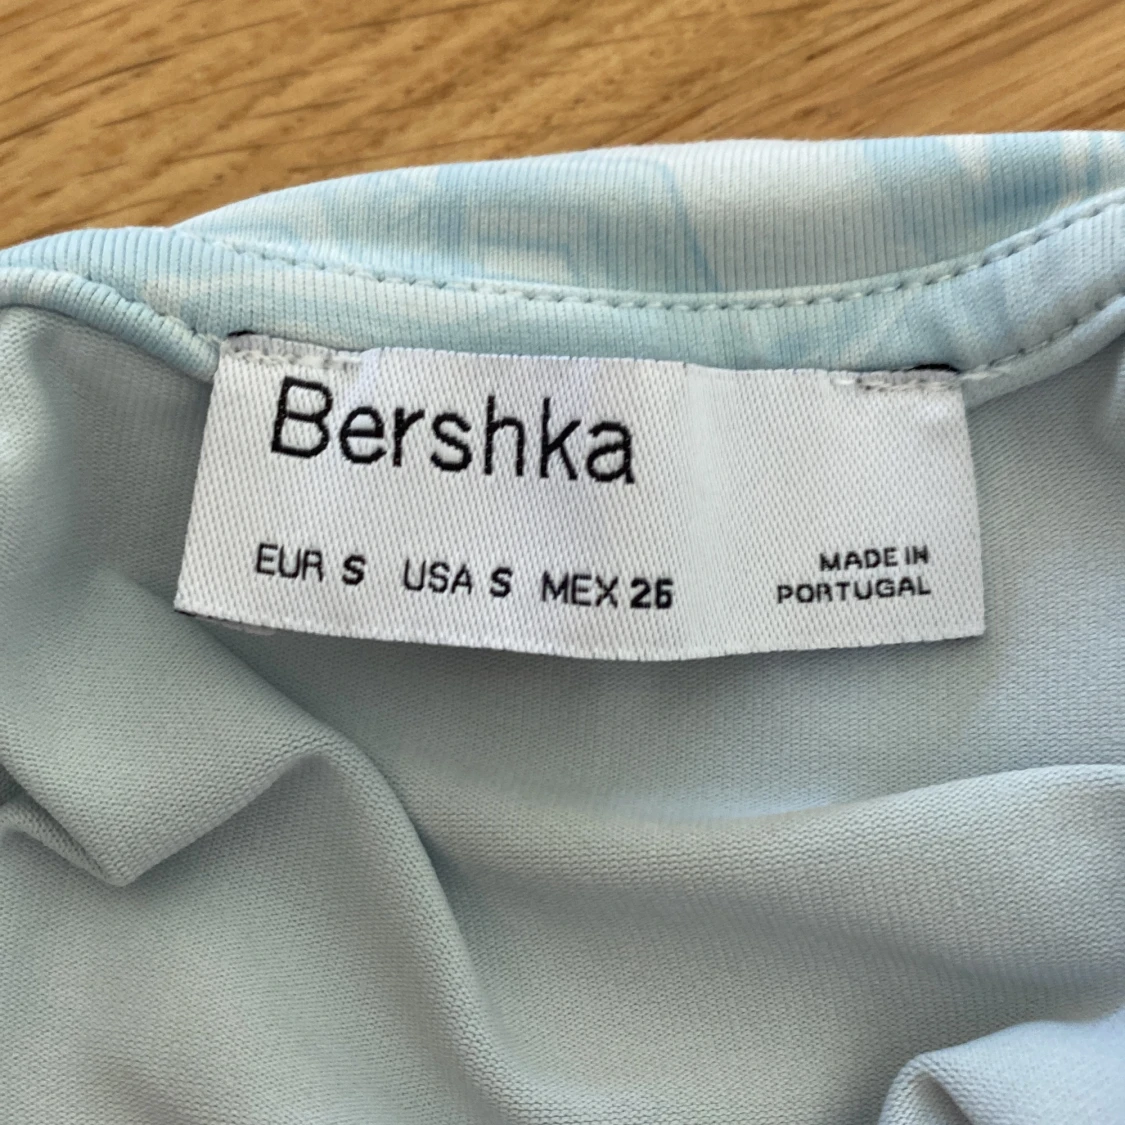 Bershka
EUR S USA S MEX 26
MADE IN
PORTUGAL